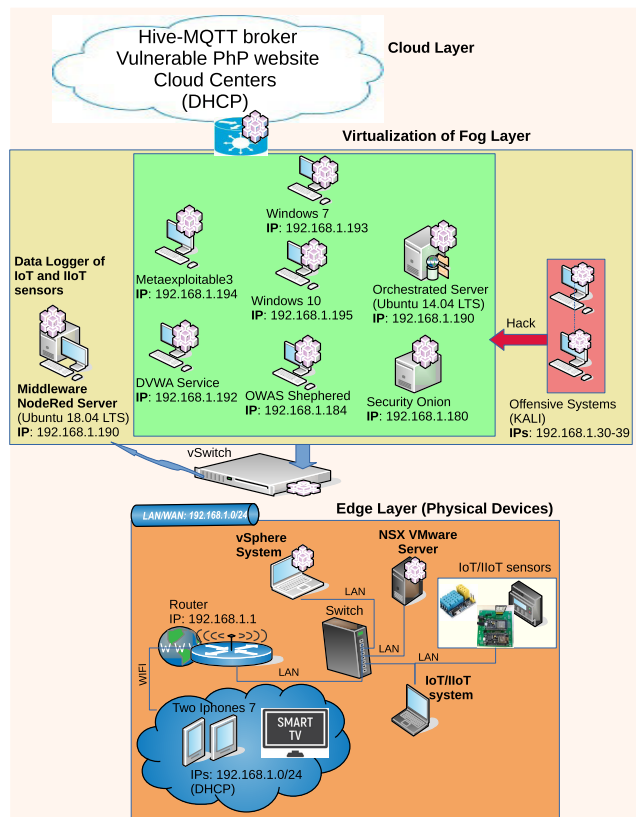 Hive-MQTT broker
Vulnerable PhP website
Cloud Centers
(DHCP)
Cloud Layer
Virtualization of Fog Layer
Windows 7
IP: 192.168.1.193
Metaexploitable3
IP: 192.168.1.194
Windows 10
IP: 192.168.1.195
Orchestrated Server
(Ubuntu 14.04 LTS)
IP: 192.168.1.190
Data Logger of
IoT and IIoT
sensors
Middleware
NodeRed Server
(Ubuntu 18.04 LTS)
IP: 192.168.1.190
DVWA Service
IP: 192.168.1.192
OWAS Shephered
IP: 192.168.1.184
Security Onion
IP: 192.168.1.180
Hack
Offensive Systems
(KALI)
IPs: 192.168.1.30-39
vSwitch
LAN/WAN: 192.168.1.0/24
Edge Layer (Physical Devices)
vSphere
System
NSX VMware
Server
IoT/IIoT sensors
LAN
Router
IP: 192.168.1.1
Switch
LAN
LAN
W W
LAN
WIFI
IoT/IIoT
system
Two Iphones 7
SMART
TV
IPs: 192.168.1.0/24
(DHCP)